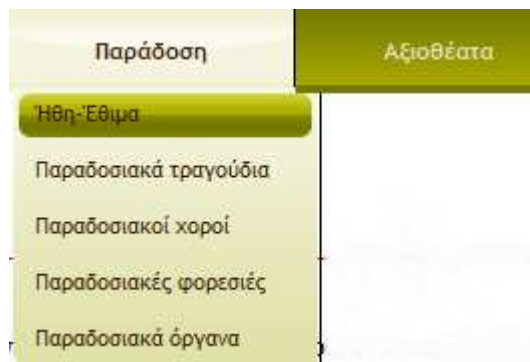 Παράδοση
Αξιοθέατα
Ήθη-Έθιμα
Παραδοσιακά τραγούδια
Παραδοσιακοί χοροί
Παραδοσιακές φορεσιές
Παραδοσιακά όργανα